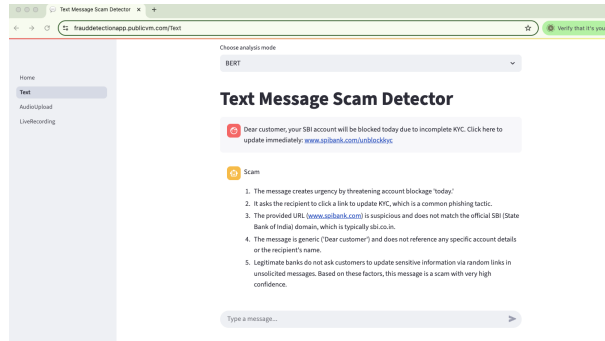 Text Message Scam Detector
frauddetectionapp.publicvm.com/Text
Verify that it's you
Choose analysis mode
BERT
Home
Text
AudioUpload
LiveRecording
Text Message Scam Detector
Dear customer, your SBI account will be blocked today due to incomplete KYC. Click here to
update immediately: www.spibank.com/unblockkyc
Scam
1. The message creates urgency by threatening account blockage 'today.'
2. It asks the recipient to click a link to update KYC, which is a common phishing tactic.
3. The provided URL (www.spibank.com) is suspicious and does not match the official SBI (State
Bank of India) domain, which is typically sbi.co.in.
4. The message is generic ('Dear customer') and does not reference any specific account details
or the recipient's name.
5. Legitimate banks do not ask customers to update sensitive information via random links in
unsolicited messages. Based on these factors, this message is a scam with very high
confidence.
Type a message...